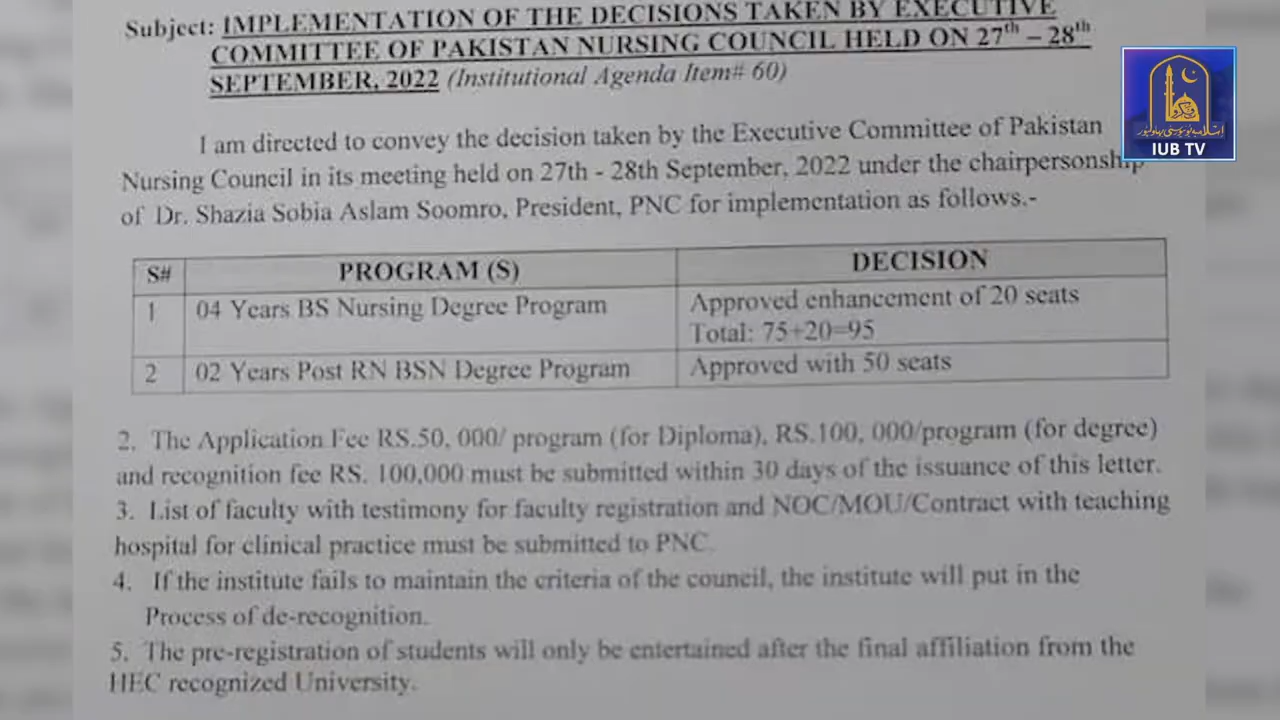 Subject: IMPLEMENTATION OF THE DECISIONS TAKEN BY EXECUTIVE
COMMITTEE OF PAKISTAN NURSING COUNCIL HELD ON 27th – 28th
SEPTEMBER, 2022 (Institutional Agenda Item# 60)
I am directed to convey the decision taken by the Executive Committee of Pakistan
Nursing Council in its meeting held on 27th - 28th September, 2022 under the chairpersonship
of Dr. Shazia Sobia Aslam Soomro, President, PNC for implementation as follows.-
S# PROGRAM (S) DECISION
1 04 Years BS Nursing Degree Program Approved enhancement of 20 seats
Total: 75+20=95
2 02 Years Post RN BSN Degree Program Approved with 50 seats
2. The Application Fee RS.50, 000/ program (for Diploma), RS.100, 000/program (for degree)
and recognition fee RS. 100,000 must be submitted within 30 days of the issuance of this letter.
3. List of faculty with testimony for faculty registration and NOC/MOU/Contract with teaching
hospital for clinical practice must be submitted to PNC.
4. If the institute fails to maintain the criteria of the council, the institute will put in the
Process of de-recognition.
5. The pre-registration of students will only be entertained after the final affiliation from the
HEC recognized University.
IUB TV